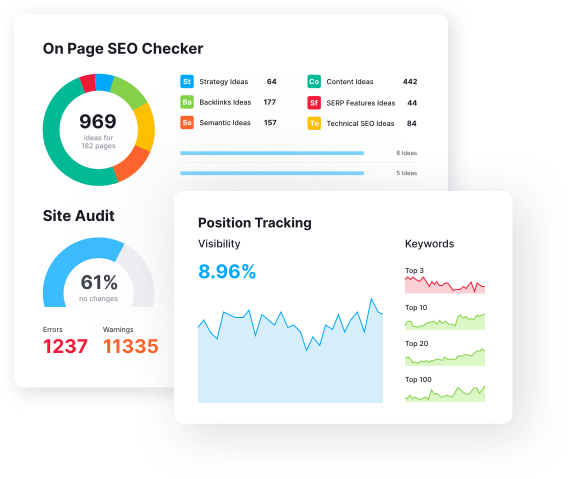 On Page SEO Checker
969
ideas for
182 pages
St Strategy Ideas 64
Ba Backlinks Ideas 177
Se Semantic Ideas 157
Co Content Ideas 442
Sf SERP Features Ideas 44
Te Technical SEO Ideas 84
8 Ideas
5 Ideas
Site Audit
61%
no changes
Errors
1237
Warnings
11335
Position Tracking
Visibility
8.96%
Keywords
Top 3
Top 10
Top 20
Top 100